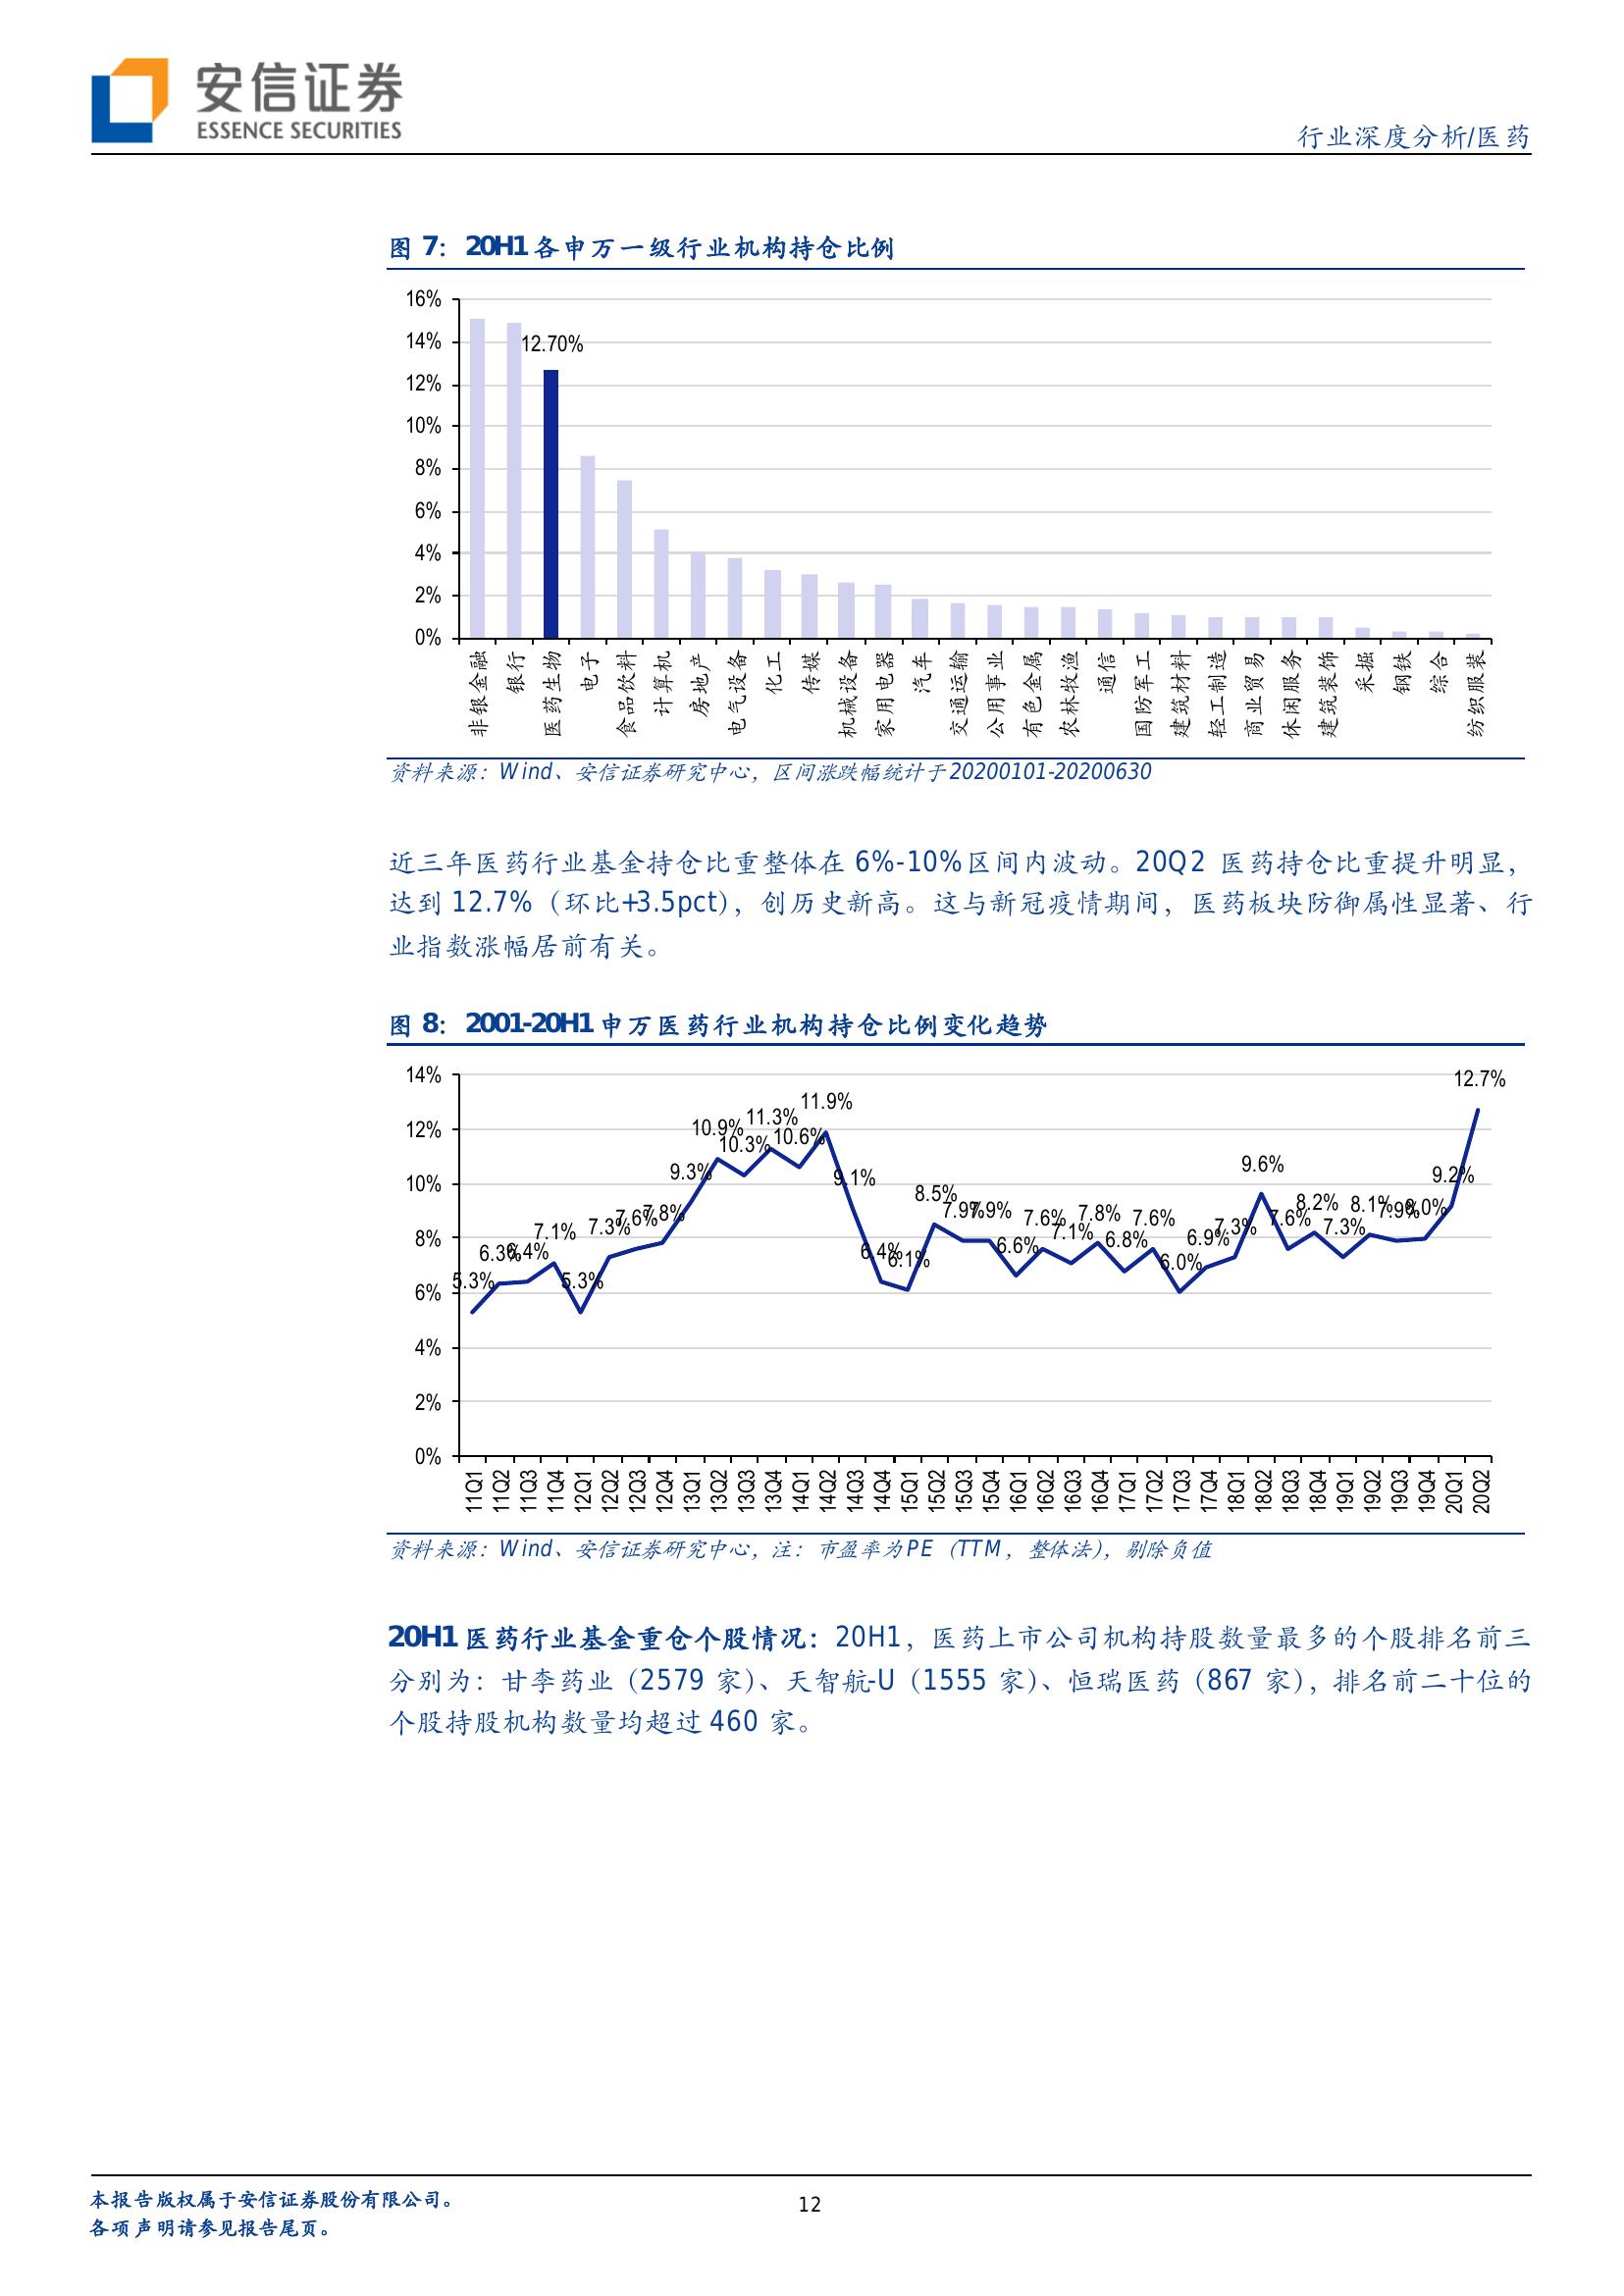 安信证券
ESSENCE SECURITIES
行业深度分析/医药
图 7：20H1 各申万一级行业机构持仓比例
16%
14%
12%
10%
8%
6%
4%
2%
0%
12.70%
非银金融
银行
医药生物
电子
食品饮料
计算机
房地产
电气设备
化工
传媒
机械设备
家用电器
汽车
交通运输
公用事业
有色金属
农林牧渔
通信
国防军工
建筑材料
轻工制造
商业贸易
休闲服务
建筑装饰
采掘
钢铁
综合
纺织服装
资料来源：Wind、安信证券研究中心，区间涨跌幅统计于 20200101-20200630
近三年医药行业基金持仓比重整体在 6%-10%区间内波动。20Q2 医药持仓比重提升明显，
达到 12.7%（环比+3.5pct），创历史新高。这与新冠疫情期间，医药板块防御属性显著、行
业指数涨幅居前有关。
图 8：2001-20H1 申万医药行业机构持仓比例变化趋势
14%
12%
10%
8%
6%
4%
2%
0%
5.3%
6.3%
6.4%
7.1%
5.3%
7.3%
7.6%
7.8%
9.3%
10.9%
10.3%
11.3%
10.6%
11.9%
9.1%
6.4%
6.1%
8.5%
7.9%
7.9%
6.6%
7.6%
7.1%
7.8%
6.8%
7.6%
6.0%
6.9%
7.3%
9.6%
7.6%
8.2%
7.3%
8.1%
7.9%
8.0%
9.2%
12.7%
11Q1
11Q2
11Q3
11Q4
12Q1
12Q2
12Q3
12Q4
13Q1
13Q2
13Q3
13Q4
14Q1
14Q2
14Q3
14Q4
15Q1
15Q2
15Q3
15Q4
16Q1
16Q2
16Q3
16Q4
17Q1
17Q2
17Q3
17Q4
18Q1
18Q2
18Q3
18Q4
19Q1
19Q2
19Q3
19Q4
20Q1
20Q2
资料来源：Wind、安信证券研究中心，注：市盈率为 PE（TTM，整体法），剔除负值
20H1 医药行业基金重仓个股情况：20H1，医药上市公司机构持股数量最多的个股排名前三
分别为：甘李药业（2579 家）、天智航-U（1555 家）、恒瑞医药（867 家），排名前二十位的
个股持股机构数量均超过 460 家。
本报告版权属于安信证券股份有限公司。
各项声明请参见报告尾页。
12